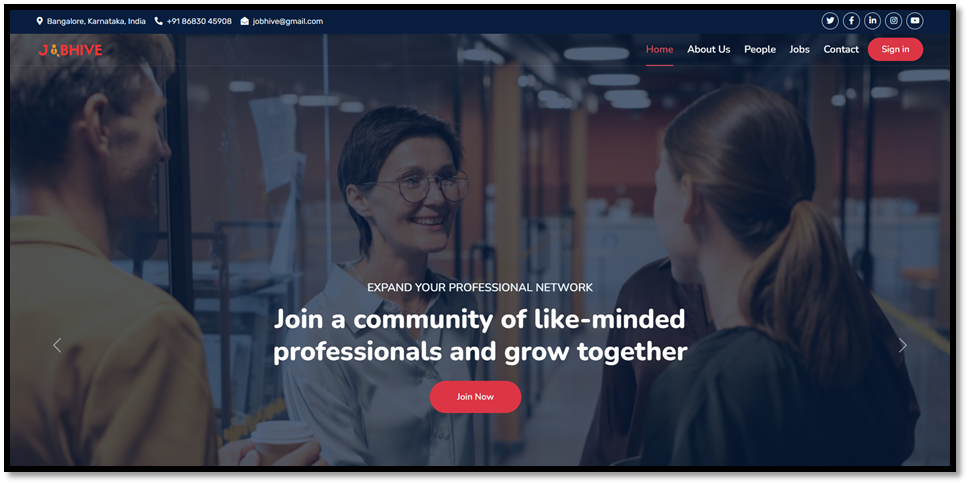 Bangalore, Karnataka, India +91 86830 45908 jobhive@gmail.com
JOBHIVE Home About Us People Jobs Contact Sign in
EXPAND YOUR PROFESSIONAL NETWORK
Join a community of like-minded
professionals and grow together
Join Now